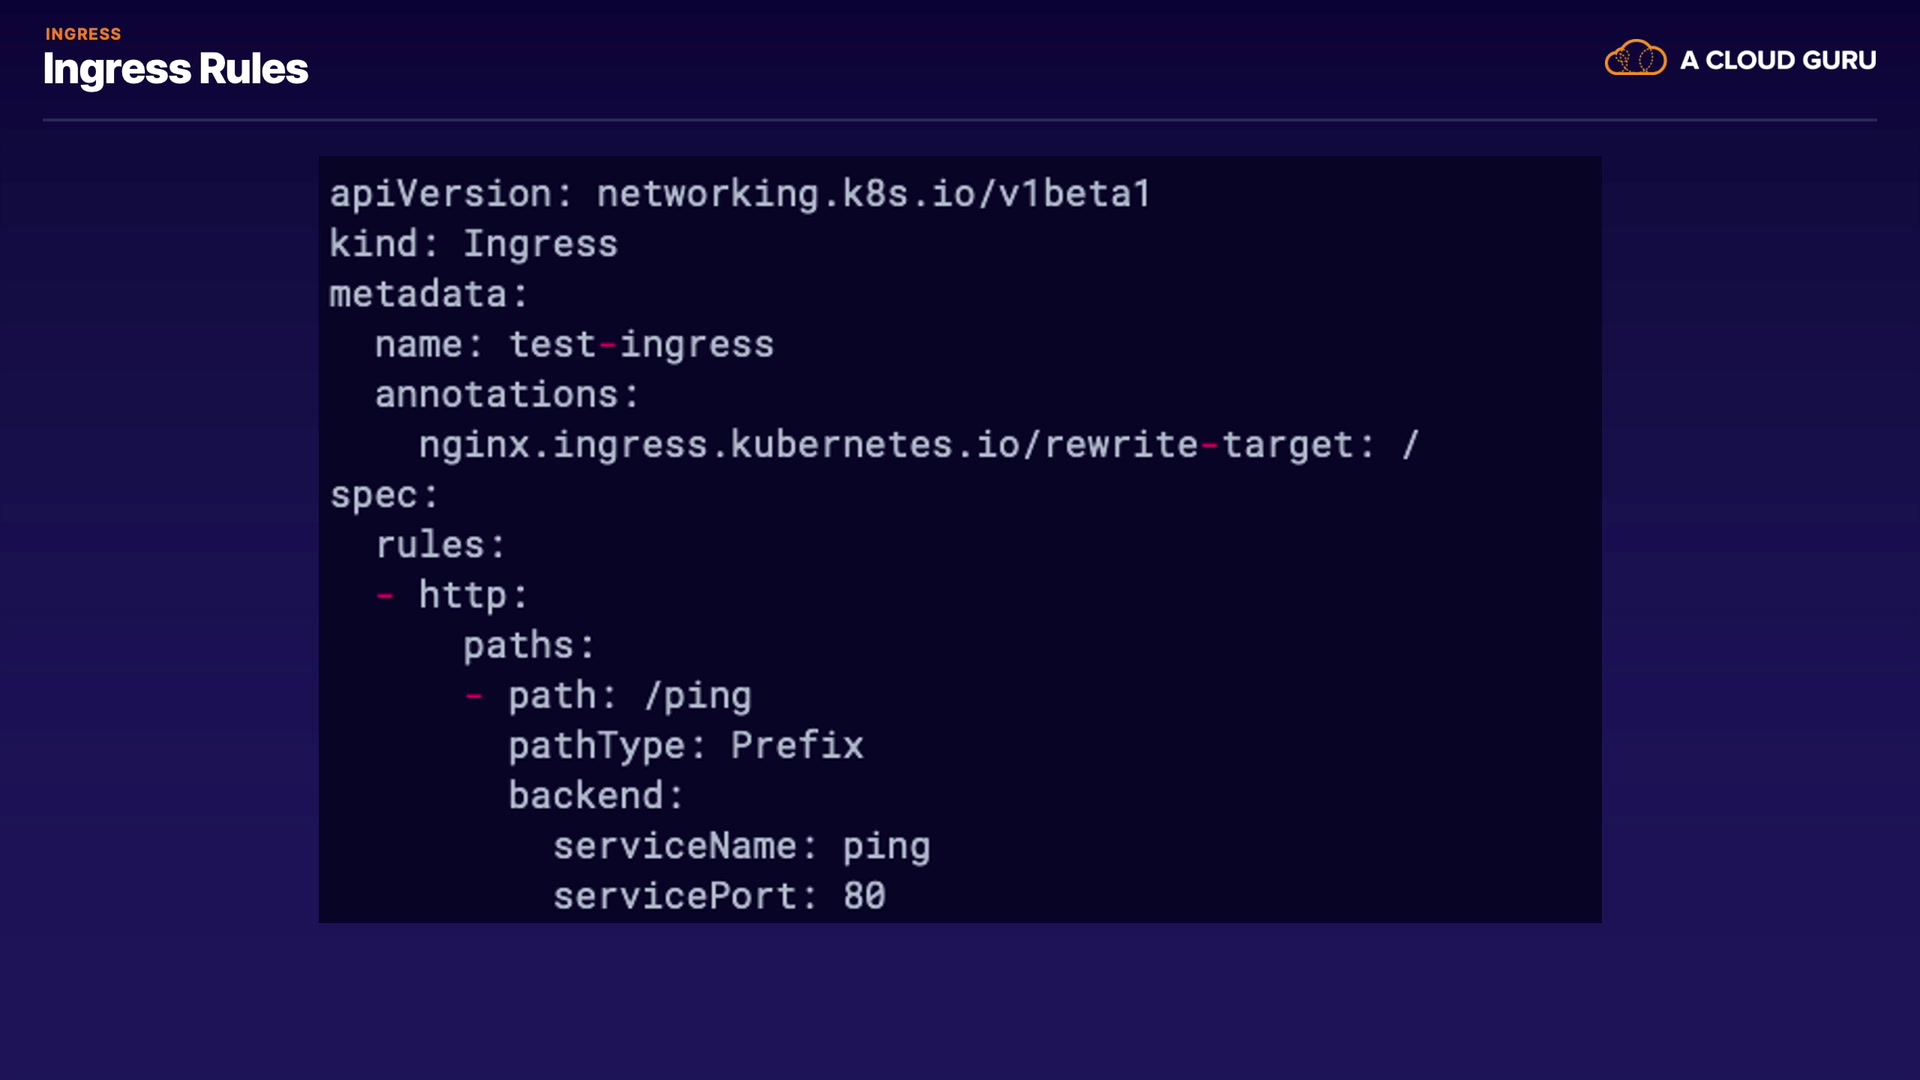 INGRESS
Ingress Rules
A CLOUD GURU
apiVersion: networking.k8s.io/v1beta1
kind: Ingress
metadata:
  name: test-ingress
  annotations:
    nginx.ingress.kubernetes.io/rewrite-target: /
spec:
  rules:
  - http:
      paths:
      - path: /ping
        pathType: Prefix
        backend:
          serviceName: ping
          servicePort: 80